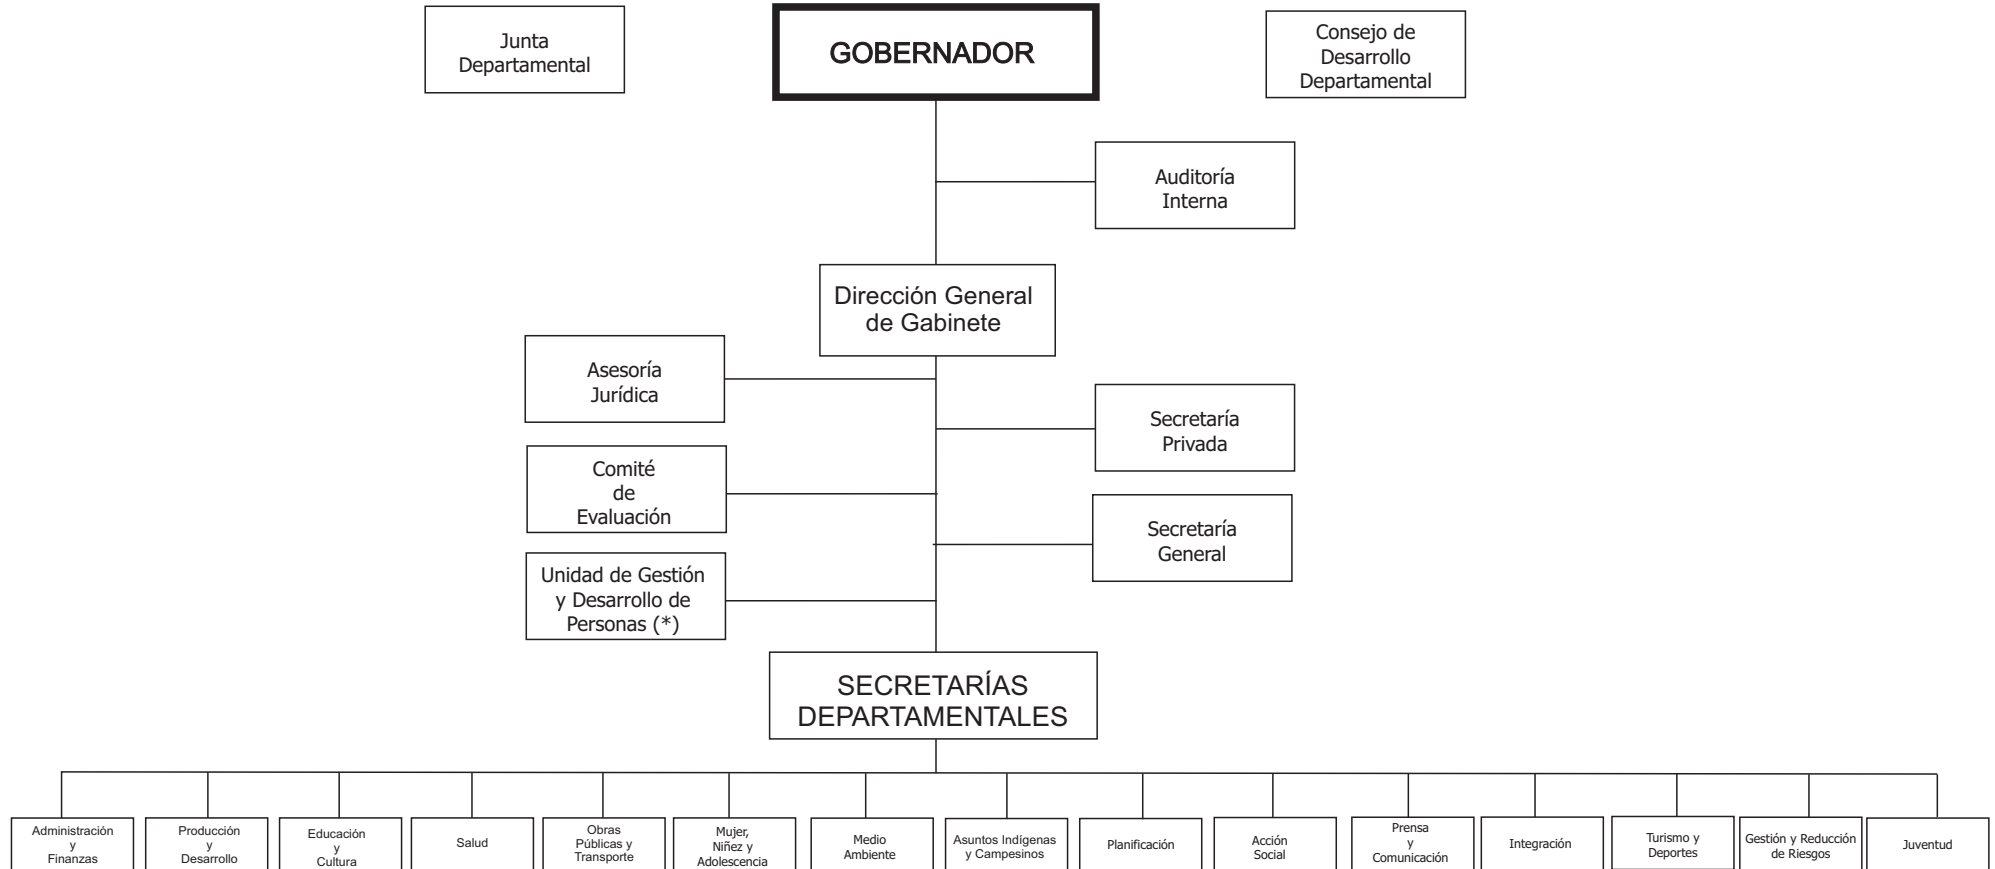 Junta
Departamental
GOBERNADOR
Consejo de
Desarrollo
Departamental
Auditoría
Interna
Dirección General
de Gabinete
Asesoría
Jurídica
Secretaría
Privada
Comité
de
Evaluación
Secretaría
General
Unidad de Gestión
y Desarrollo de
Personas (*)
SECRETARÍAS
DEPARTAMENTALES
Administración
y
Finanzas
Producción
y
Desarrollo
Educación
y
Cultura
Salud
Obras
Públicas y
Transporte
Mujer,
Niñez y
Adolescencia
Medio
Ambiente
Asuntos Indígenas
y Campesinos
Planificación
Acción
Social
Prensa
y
Comunicación
Integración
Turismo y
Deportes
Gestión y Reducción
de Riesgos
Juventud